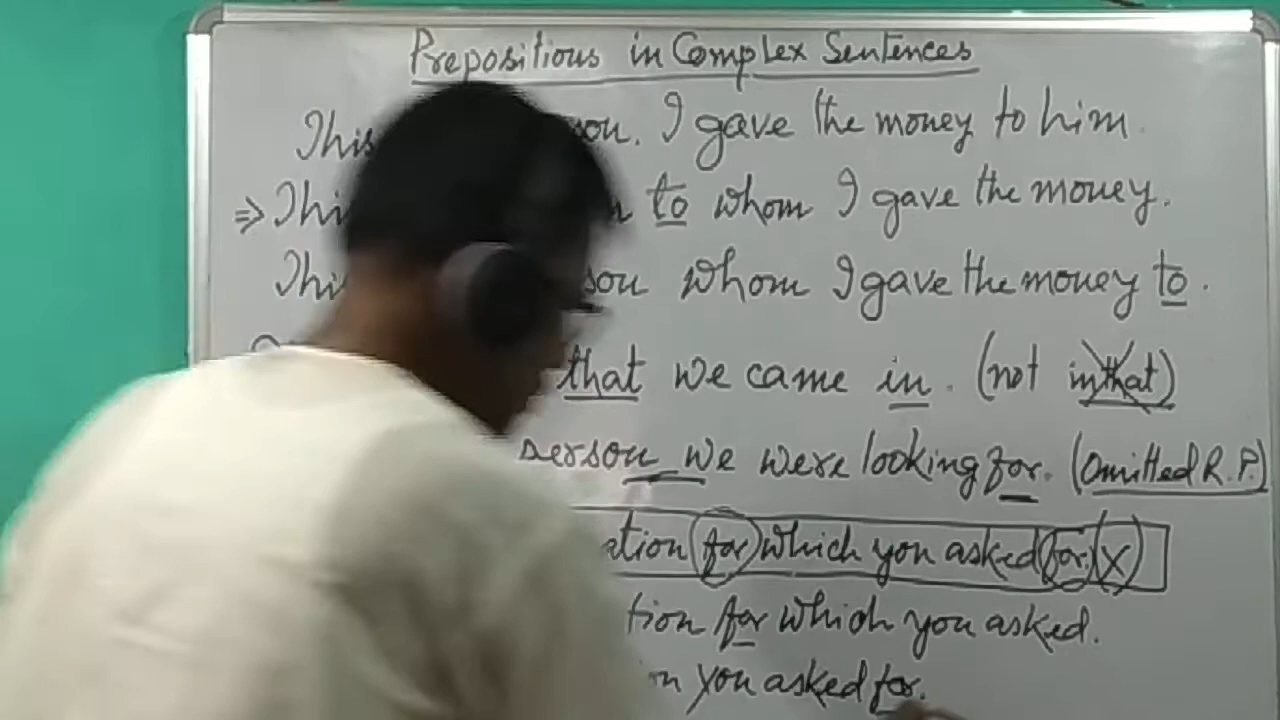 Prepositions in Complex Sentences
This son. I gave the money to him.
⇒ This to whom I gave the money.
This son whom I gave the money to.
that we came in. (not in that)
person we were looking for. (Omitted R.P.)
ation for which you asked for. (x)
tion for which you asked.
n you asked for.